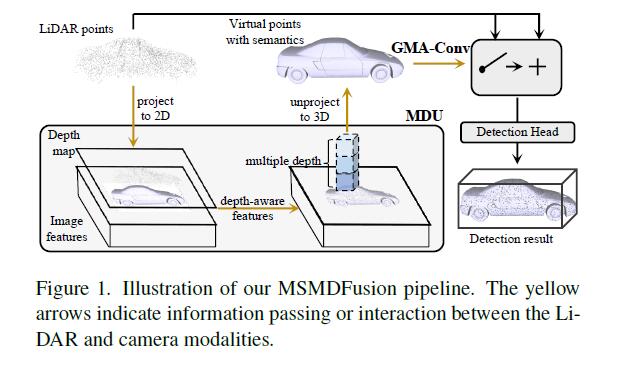 LiDAR points
Virtual points
with semantics
GMA-Conv
project
to 2D
unproject
to 3D
MDU
Detection Head
Depth
map
multiple depth
depth-aware
features
Image
features
Detection result
Figure 1. Illustration of our MSMDFusion pipeline. The yellow
arrows indicate information passing or interaction between the Li-
DAR and camera modalities.